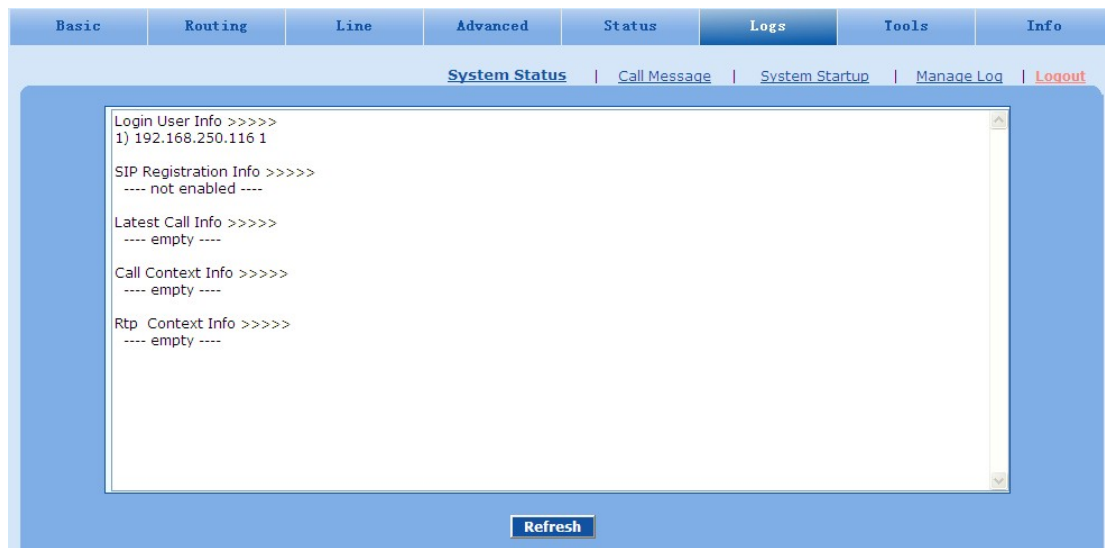 Basic Routing Line Advanced Status Logs Tools Info
System Status | Call Message | System Startup | Manage Log | Logout
Login User Info >>>>>
1) 192.168.250.116 1
SIP Registration Info >>>>>
---- not enabled ----
Latest Call Info >>>>>
---- empty ----
Call Context Info >>>>>
---- empty ----
Rtp  Context Info >>>>>
---- empty ----
Refresh